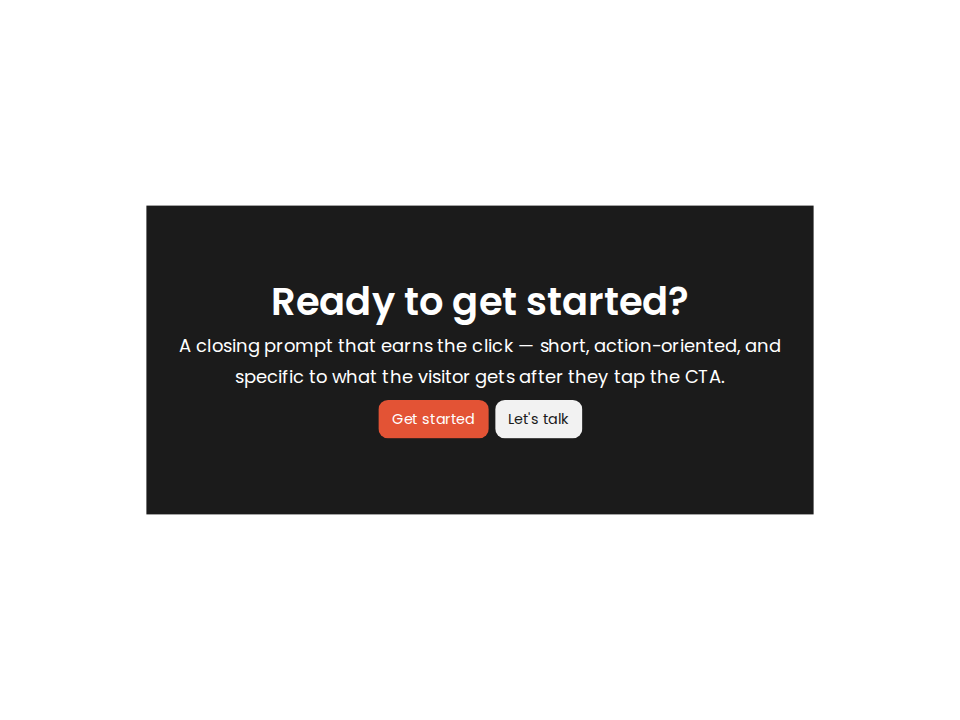 Ready to get started?
A closing prompt that earns the click — short, action-oriented, and
specific to what the visitor gets after they tap the CTA.
Get started
Let's talk